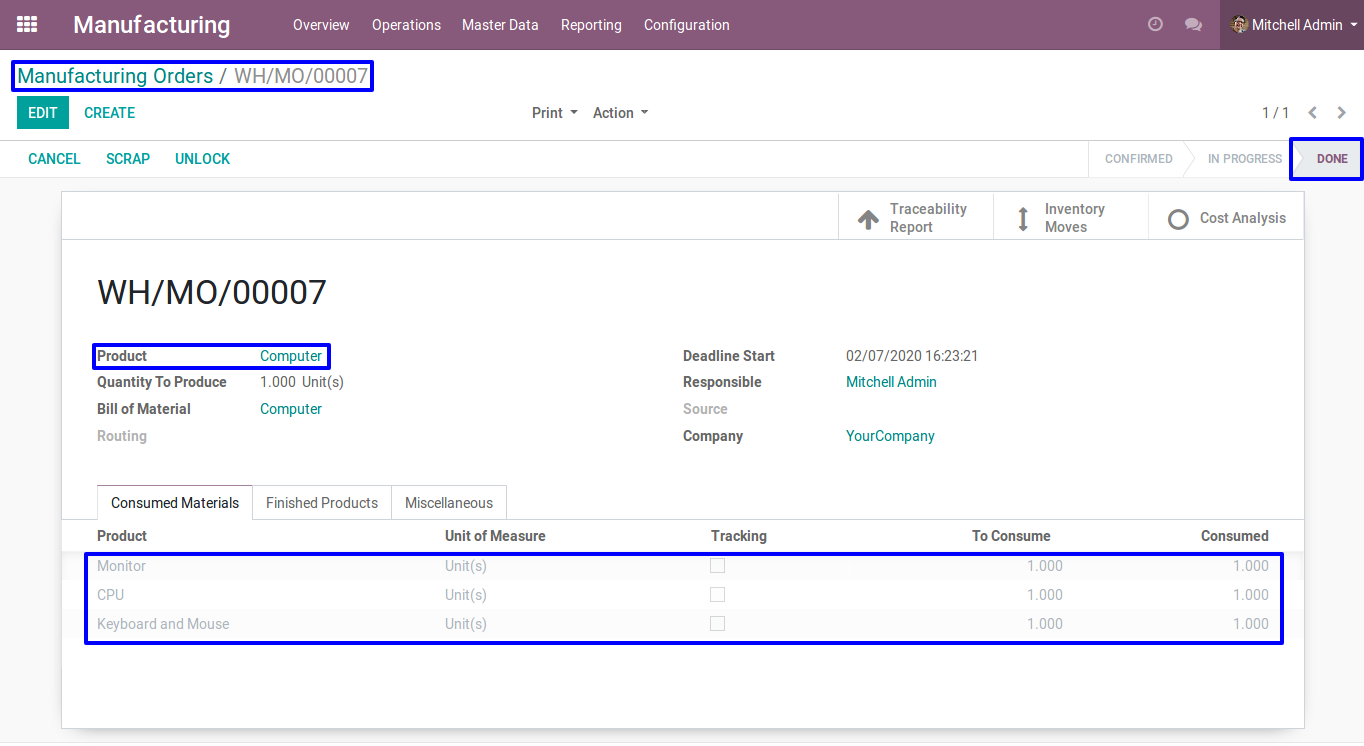 Manufacturing Overview Operations Master Data Reporting Configuration Mitchell Admin
Manufacturing Orders / WH/MO/00007
EDIT CREATE Print Action 1 / 1
CANCEL SCRAP UNLOCK CONFIRMED IN PROGRESS DONE
Traceability Report Inventory Moves Cost Analysis
WH/MO/00007
Product Computer Deadline Start 02/07/2020 16:23:21
Quantity To Produce 1.000 Unit(s) Responsible Mitchell Admin
Bill of Material Computer Source
Routing Company YourCompany
Consumed Materials Finished Products Miscellaneous
Product Unit of Measure Tracking To Consume Consumed
Monitor Unit(s) 1.000 1.000
CPU Unit(s) 1.000 1.000
Keyboard and Mouse Unit(s) 1.000 1.000